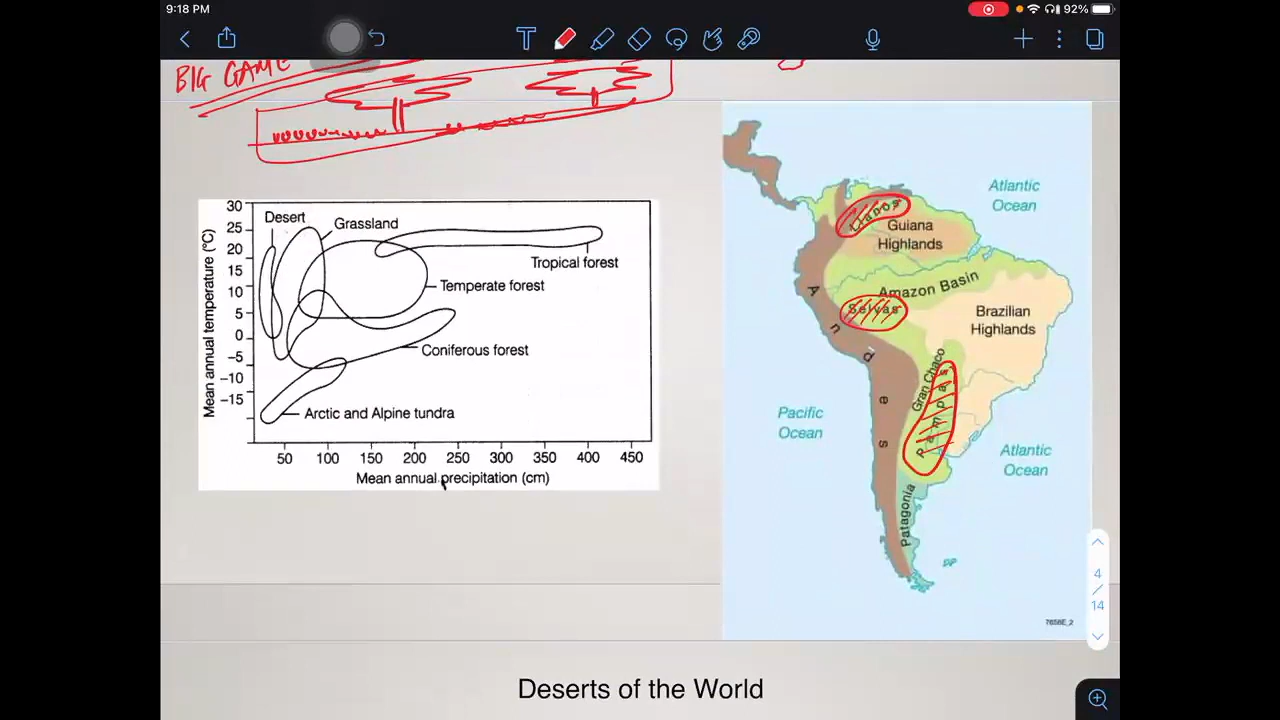 9:18 PM
92%
T
BIG GAME
30
25
20
15
10
5
0
-5
-10
-15
Mean annual temperature (°C)
Desert
Grassland
Tropical forest
Temperate forest
Coniferous forest
Arctic and Alpine tundra
50 100 150 200 250 300 350 400 450
Mean annual precipitation (cm)
Atlantic
Ocean
Llanos
Guiana
Highlands
Amazon Basin
Selvas
Brazilian
Highlands
Andes
Gran Chaco
Pampas
Pacific
Ocean
Atlantic
Ocean
Patagonia
DP
7658E_2
4
/
14
Deserts of the World